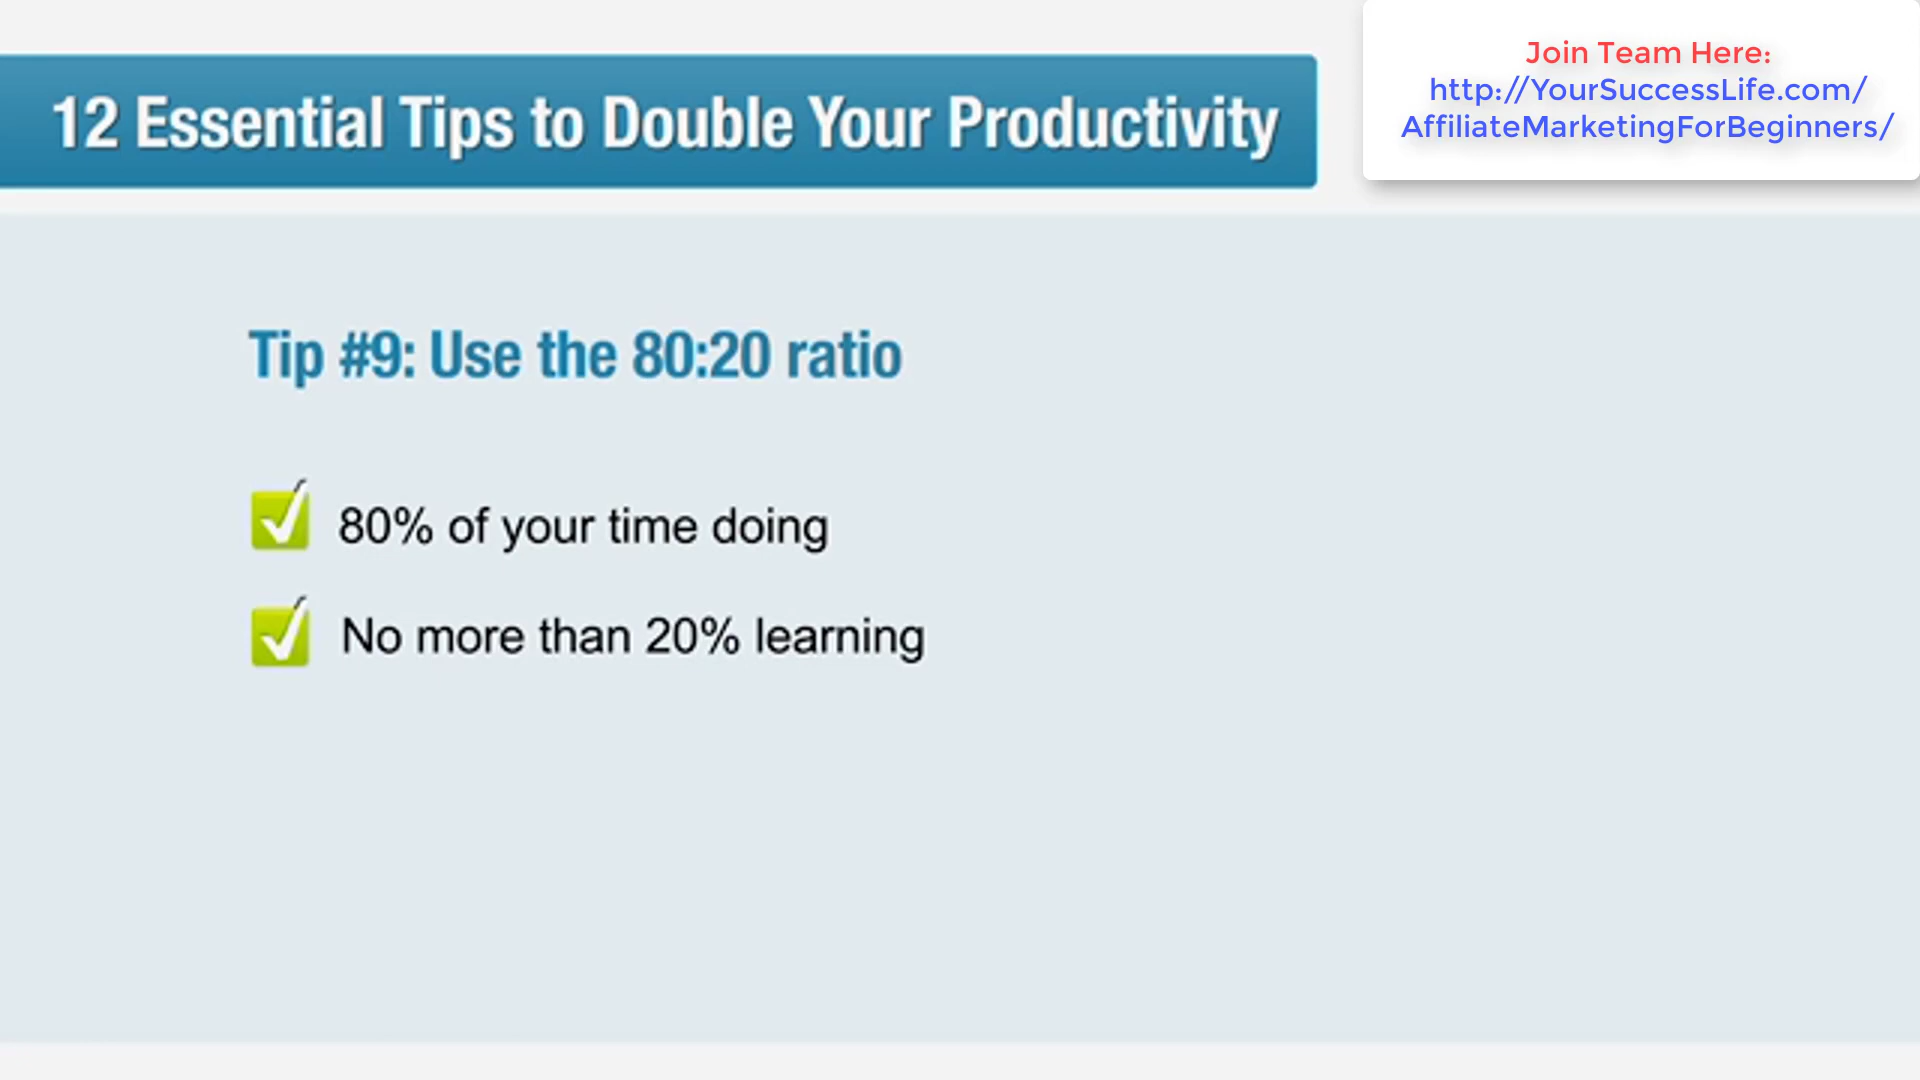 12 Essential Tips to Double Your Productivity
Join Team Here:
http://YourSuccessLife.com/
AffiliateMarketingForBeginners/
Tip #9: Use the 80:20 ratio
80% of your time doing
No more than 20% learning